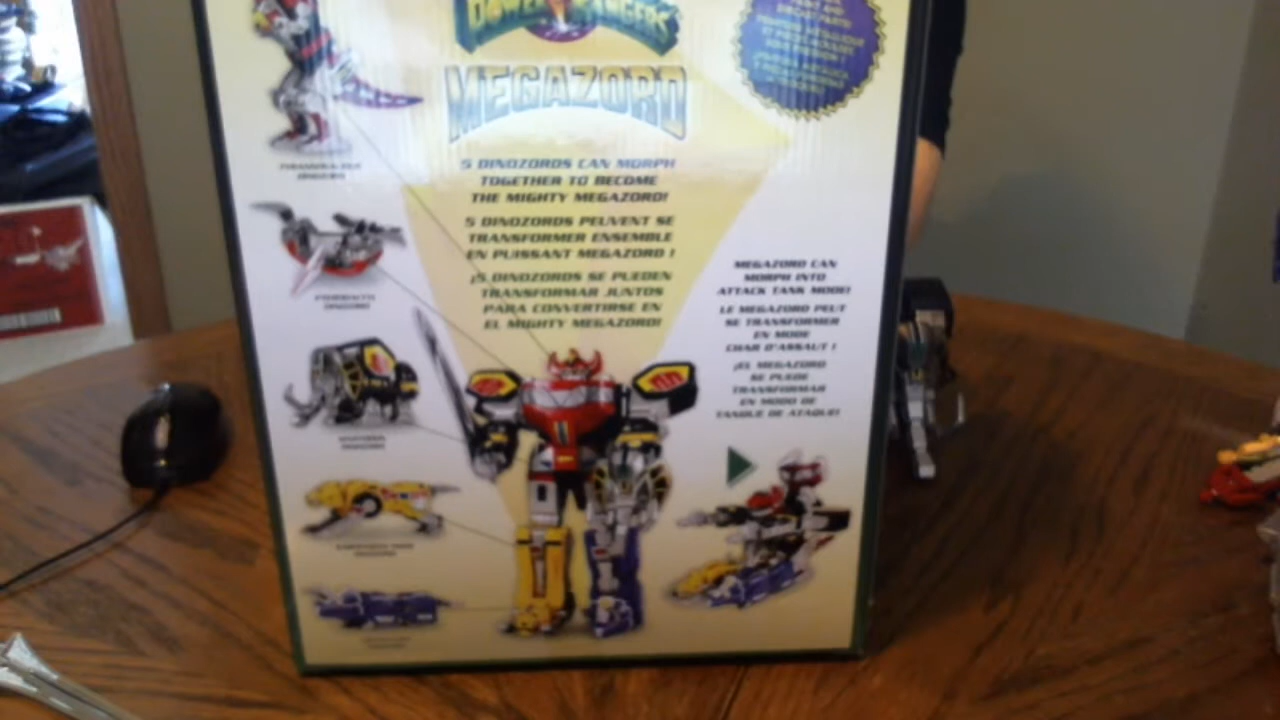 POWER RANGERS
MEGAZORD
5 DINOZORDS CAN MORPH
TOGETHER TO BECOME
THE MIGHTY MEGAZORD!
5 DINOZORDS PEUVENT SE
TRANSFORMER ENSEMBLE
EN PUISSANT MEGAZORD !
¡5 DINOZORDS SE PUEDEN
TRANSFORMAR JUNTOS
PARA CONVERTIRSE EN
EL MIGHTY MEGAZORD!
MEGAZORD CAN
MORPH INTO
ATTACK TANK MODE!
LE MEGAZORD PEUT
SE TRANSFORMER
EN MODE
CHAR D'ASSAUT !
¡EL MEGAZORD
SE PUEDE
TRANSFORMAR
EN MODO DE
TANQUE DE ATAQUE!